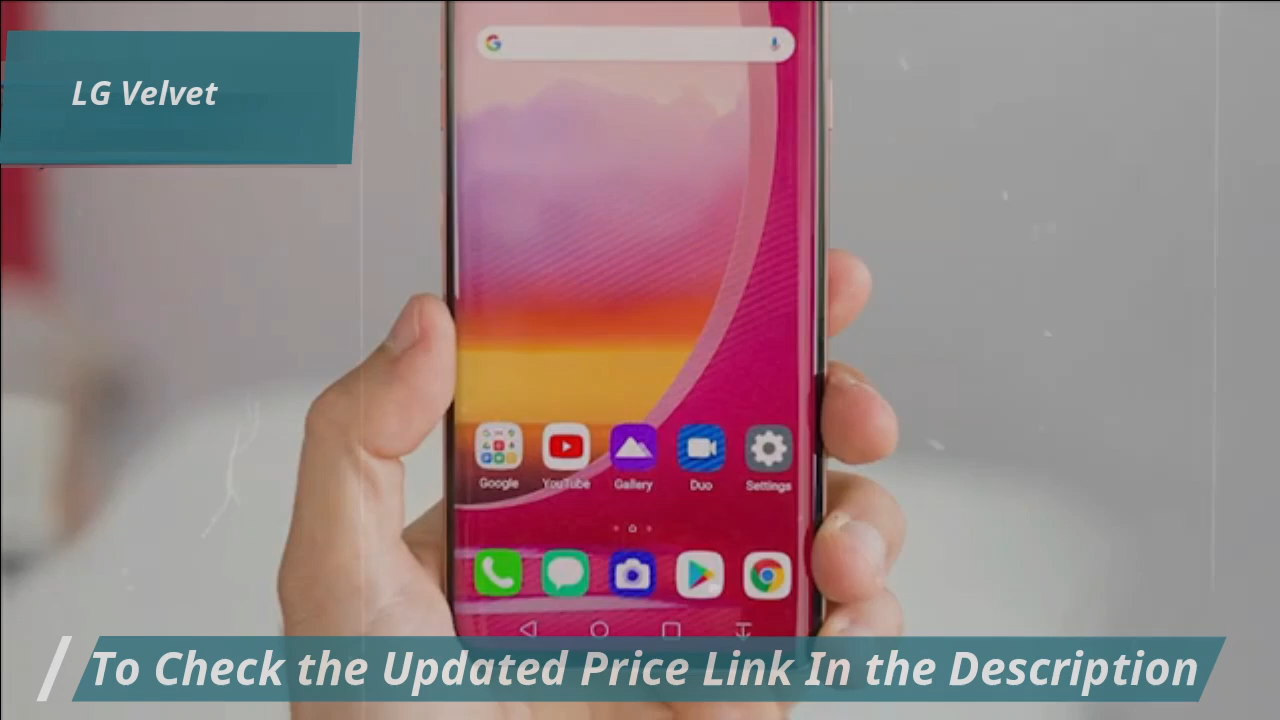 LG Velvet
Google YouTube Gallery Duo Settings
To Check the Updated Price Link In the Description